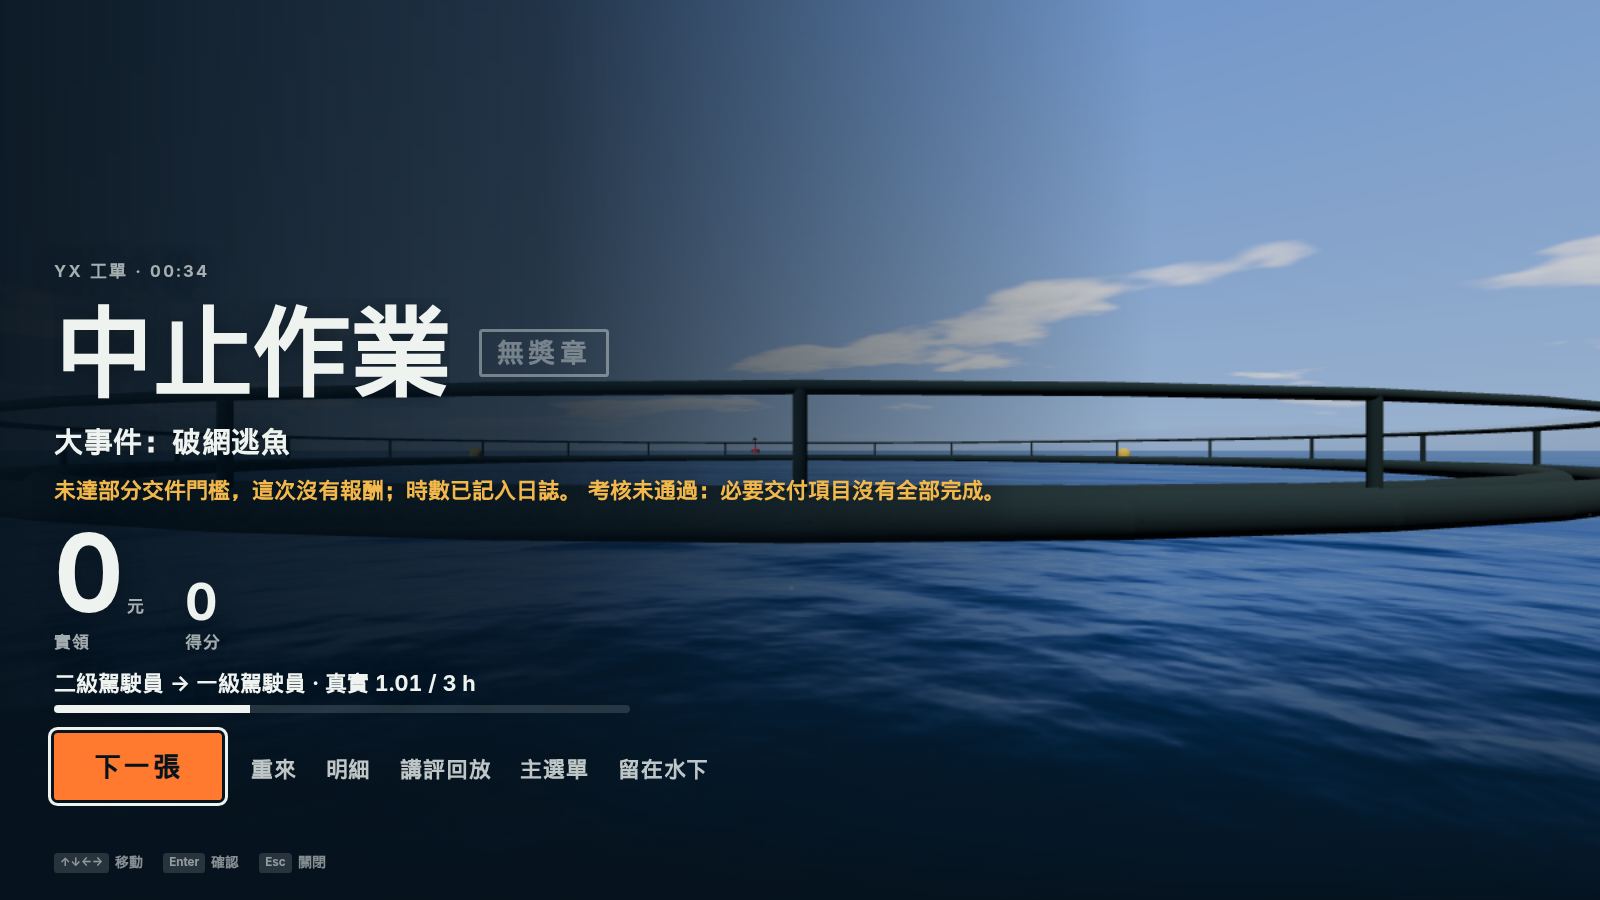 YX 工單 · 00:34
中止作業 無獎章
大事件：破網逃魚
未達部分交件門檻，這次沒有報酬；時數已記入日誌。 考核未通過：必要交付項目沒有全部完成。
0 元 0
實領 得分
二級駕駛員 → 一級駕駛員 · 真實 1.01 / 3 h
下一張 重來 明細 講評回放 主選單 留在水下
↑↓←→ 移動 Enter 確認 Esc 關閉